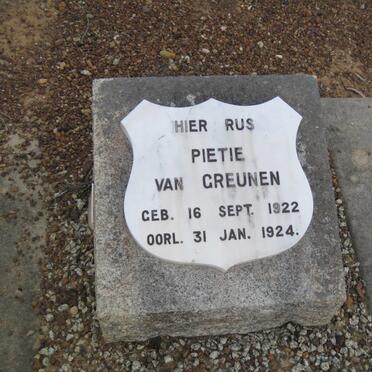 HIER RUS
PIETIE
VAN GREUNEN
GEB. 16 SEPT. 1922
OORL. 31 JAN. 1924.